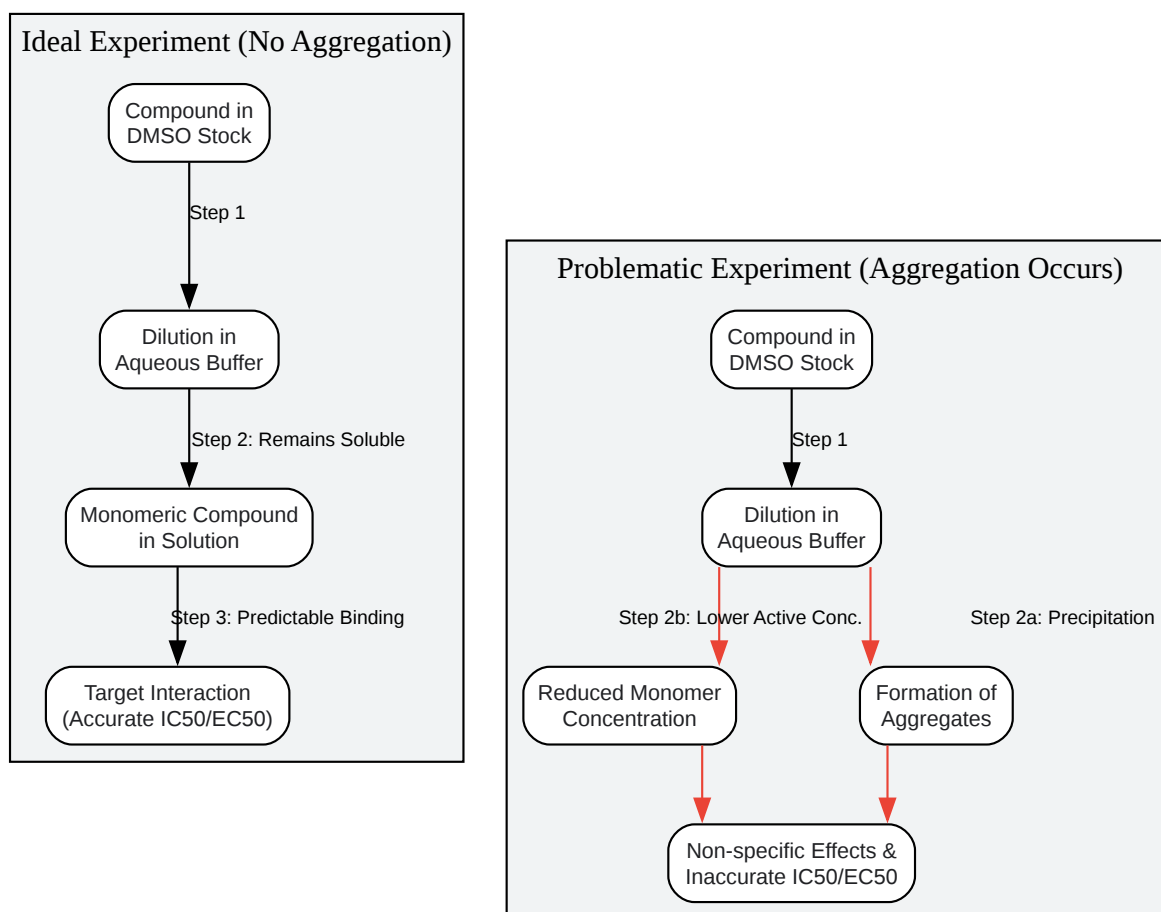 Ideal Experiment (No Aggregation)
Compound in
DMSO Stock
Step 1
Dilution in
Aqueous Buffer
Step 2: Remains Soluble
Monomeric Compound
in Solution
Step 3: Predictable Binding
Target Interaction
(Accurate IC50/EC50)
Problematic Experiment (Aggregation Occurs)
Compound in
DMSO Stock
Step 1
Dilution in
Aqueous Buffer
Step 2b: Lower Active Conc.
Step 2a: Precipitation
Reduced Monomer
Concentration
Formation of
Aggregates
Non-specific Effects &
Inaccurate IC50/EC50